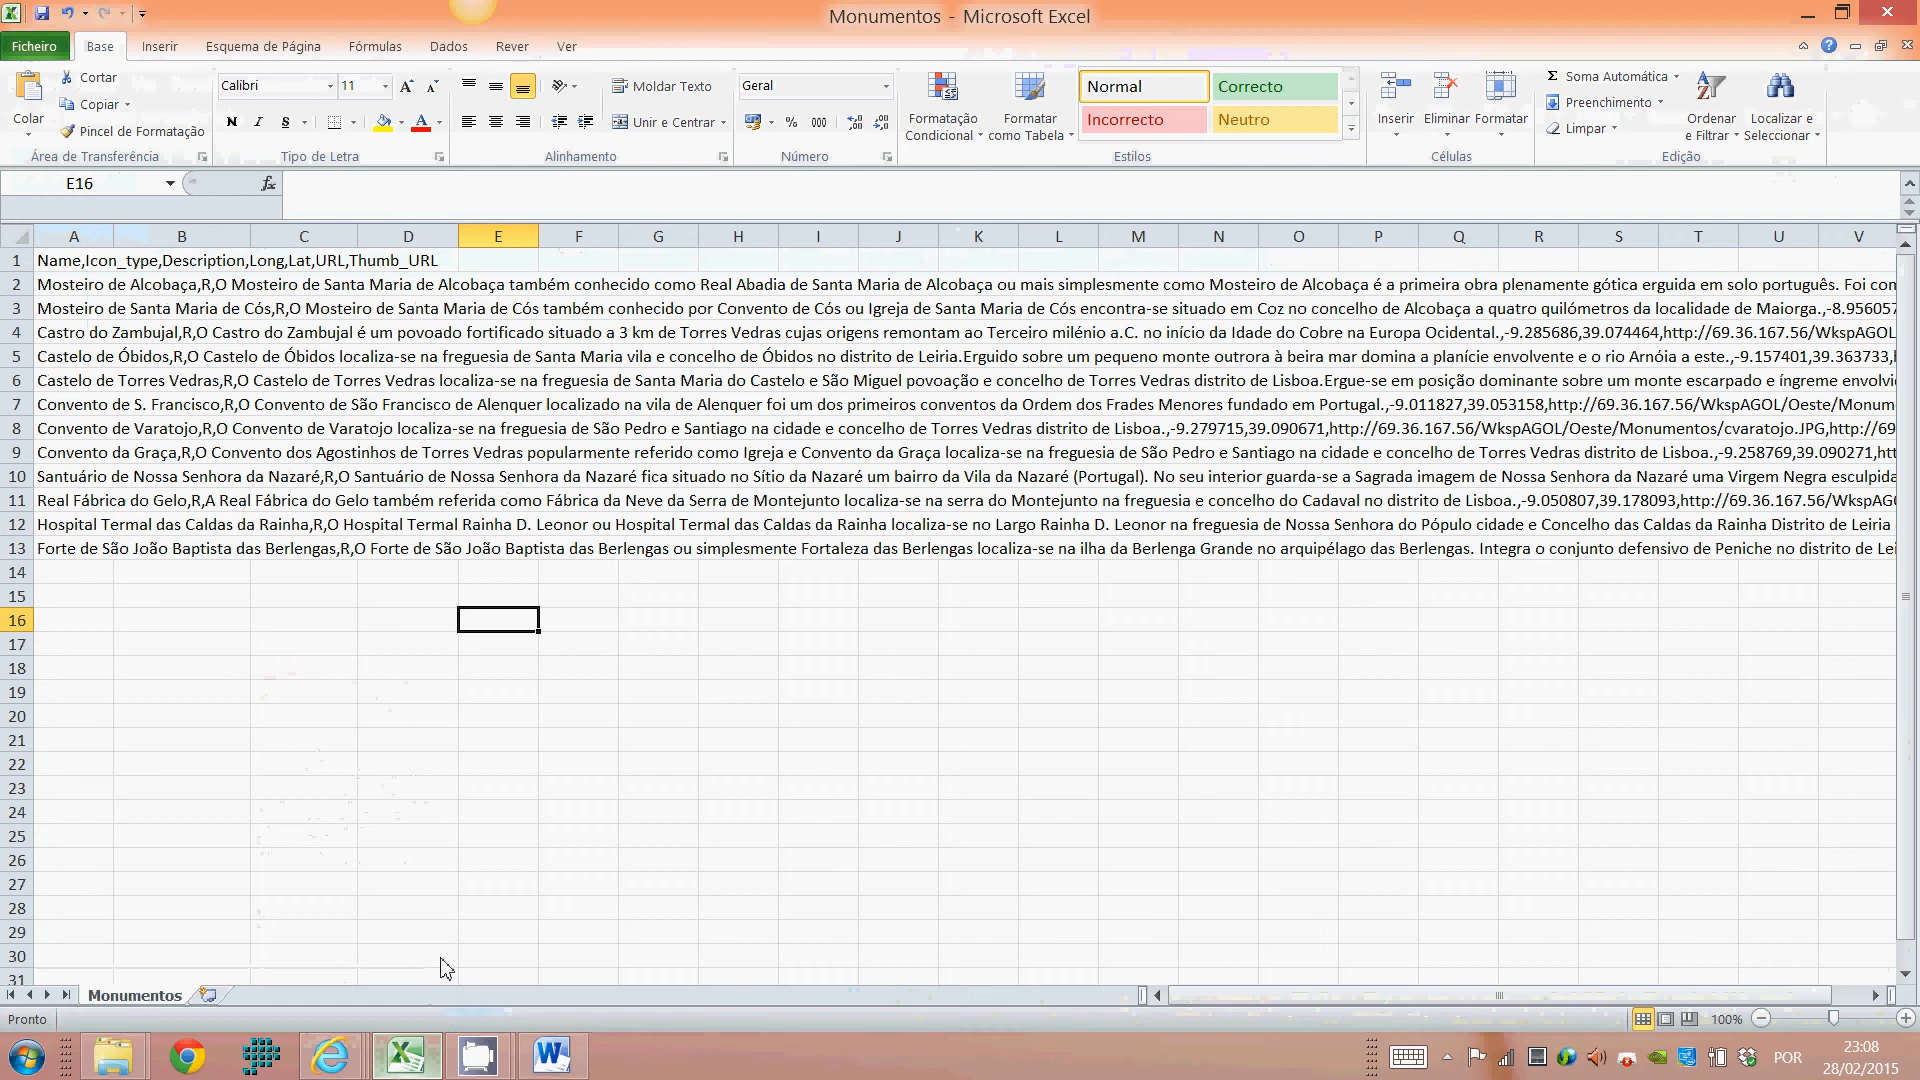 Monumentos - Microsoft Excel
Ficheiro Base Inserir Esquema de Página Fórmulas Dados Rever Ver
Colar
Cortar
Copiar
Pincel de Formatação
Área de Transferência
Calibri 11
N I S
A
Tipo de Letra
Moldar Texto
Unir e Centrar
Alinhamento
Geral
% 000
Número
Formatação Condicional
Formatar como Tabela
Normal Correcto
Incorrecto Neutro
Estilos
Inserir Eliminar Formatar
Células
Σ Soma Automática
Preenchimento
Limpar
Ordenar e Filtrar
Localizar e Seleccionar
Edição
E16 fx
A B C D E F G H I J K L M N O P Q R S T U V
1 Name,Icon_type,Description,Long,Lat,URL,Thumb_URL
2 Mosteiro de Alcobaça,R,O Mosteiro de Santa Maria de Alcobaça também conhecido como Real Abadia de Santa Maria de Alcobaça ou mais simplesmente como Mosteiro de Alcobaça é a primeira obra plenamente gótica erguida em solo português. Foi com
3 Mosteiro de Santa Maria de Cós,R,O Mosteiro de Santa Maria de Cós também conhecido por Convento de Cós ou Igreja de Santa Maria de Cós encontra-se situado em Coz no concelho de Alcobaça a quatro quilómetros da localidade de Maiorga.,-8.956057
4 Castro do Zambujal,R,O Castro do Zambujal é um povoado fortificado situado a 3 km de Torres Vedras cujas origens remontam ao Terceiro milénio a.C. no início da Idade do Cobre na Europa Ocidental.,-9.285686,39.074464,http://69.36.167.56/WkspAGOL
5 Castelo de Óbidos,R,O Castelo de Óbidos localiza-se na freguesia de Santa Maria vila e concelho de Óbidos no distrito de Leiria.Erguido sobre um pequeno monte outrora à beira mar domina a planície envolvente e o rio Arnóia a este.,-9.157401,39.363733,
6 Castelo de Torres Vedras,R,O Castelo de Torres Vedras localiza-se na freguesia de Santa Maria do Castelo e São Miguel povoação e concelho de Torres Vedras distrito de Lisboa.Ergue-se em posição dominante sobre um monte escarpado e íngreme envolvi
7 Convento de S. Francisco,R,O Convento de São Francisco de Alenquer localizado na vila de Alenquer foi um dos primeiros conventos da Ordem dos Frades Menores fundado em Portugal.,-9.011827,39.053158,http://69.36.167.56/WkspAGOL/Oeste/Monum
8 Convento de Varatojo,R,O Convento de Varatojo localiza-se na freguesia de São Pedro e Santiago na cidade e concelho de Torres Vedras distrito de Lisboa.,-9.279715,39.090671,http://69.36.167.56/WkspAGOL/Oeste/Monumentos/cvaratojo.JPG,http://69
9 Convento da Graça,R,O Convento dos Agostinhos de Torres Vedras popularmente referido como Igreja e Convento da Graça localiza-se na freguesia de São Pedro e Santiago na cidade e concelho de Torres Vedras distrito de Lisboa.,-9.258769,39.090271,htt
10 Santuário de Nossa Senhora da Nazaré,R,O Santuário de Nossa Senhora da Nazaré fica situado no Sítio da Nazaré um bairro da Vila da Nazaré (Portugal). No seu interior guarda-se a Sagrada imagem de Nossa Senhora da Nazaré uma Virgem Negra esculpida
11 Real Fábrica do Gelo,R,A Real Fábrica do Gelo também referida como Fábrica da Neve da Serra de Montejunto localiza-se na serra do Montejunto na freguesia e concelho do Cadaval no distrito de Lisboa.,-9.050807,39.178093,http://69.36.167.56/WkspAG
12 Hospital Termal das Caldas da Rainha,R,O Hospital Termal Rainha D. Leonor ou Hospital Termal das Caldas da Rainha localiza-se no Largo Rainha D. Leonor na freguesia de Nossa Senhora do Pópulo cidade e Concelho das Caldas da Rainha Distrito de Leiria
13 Forte de São João Baptista das Berlengas,R,O Forte de São João Baptista das Berlengas ou simplesmente Fortaleza das Berlengas localiza-se na ilha da Berlenga Grande no arquipélago das Berlengas. Integra o conjunto defensivo de Peniche no distrito de Lei
14
15
16
17
18
19
20
21
22
23
24
25
26
27
28
29
30
31
Monumentos
Pronto 100%
POR
23:08
28/02/2015